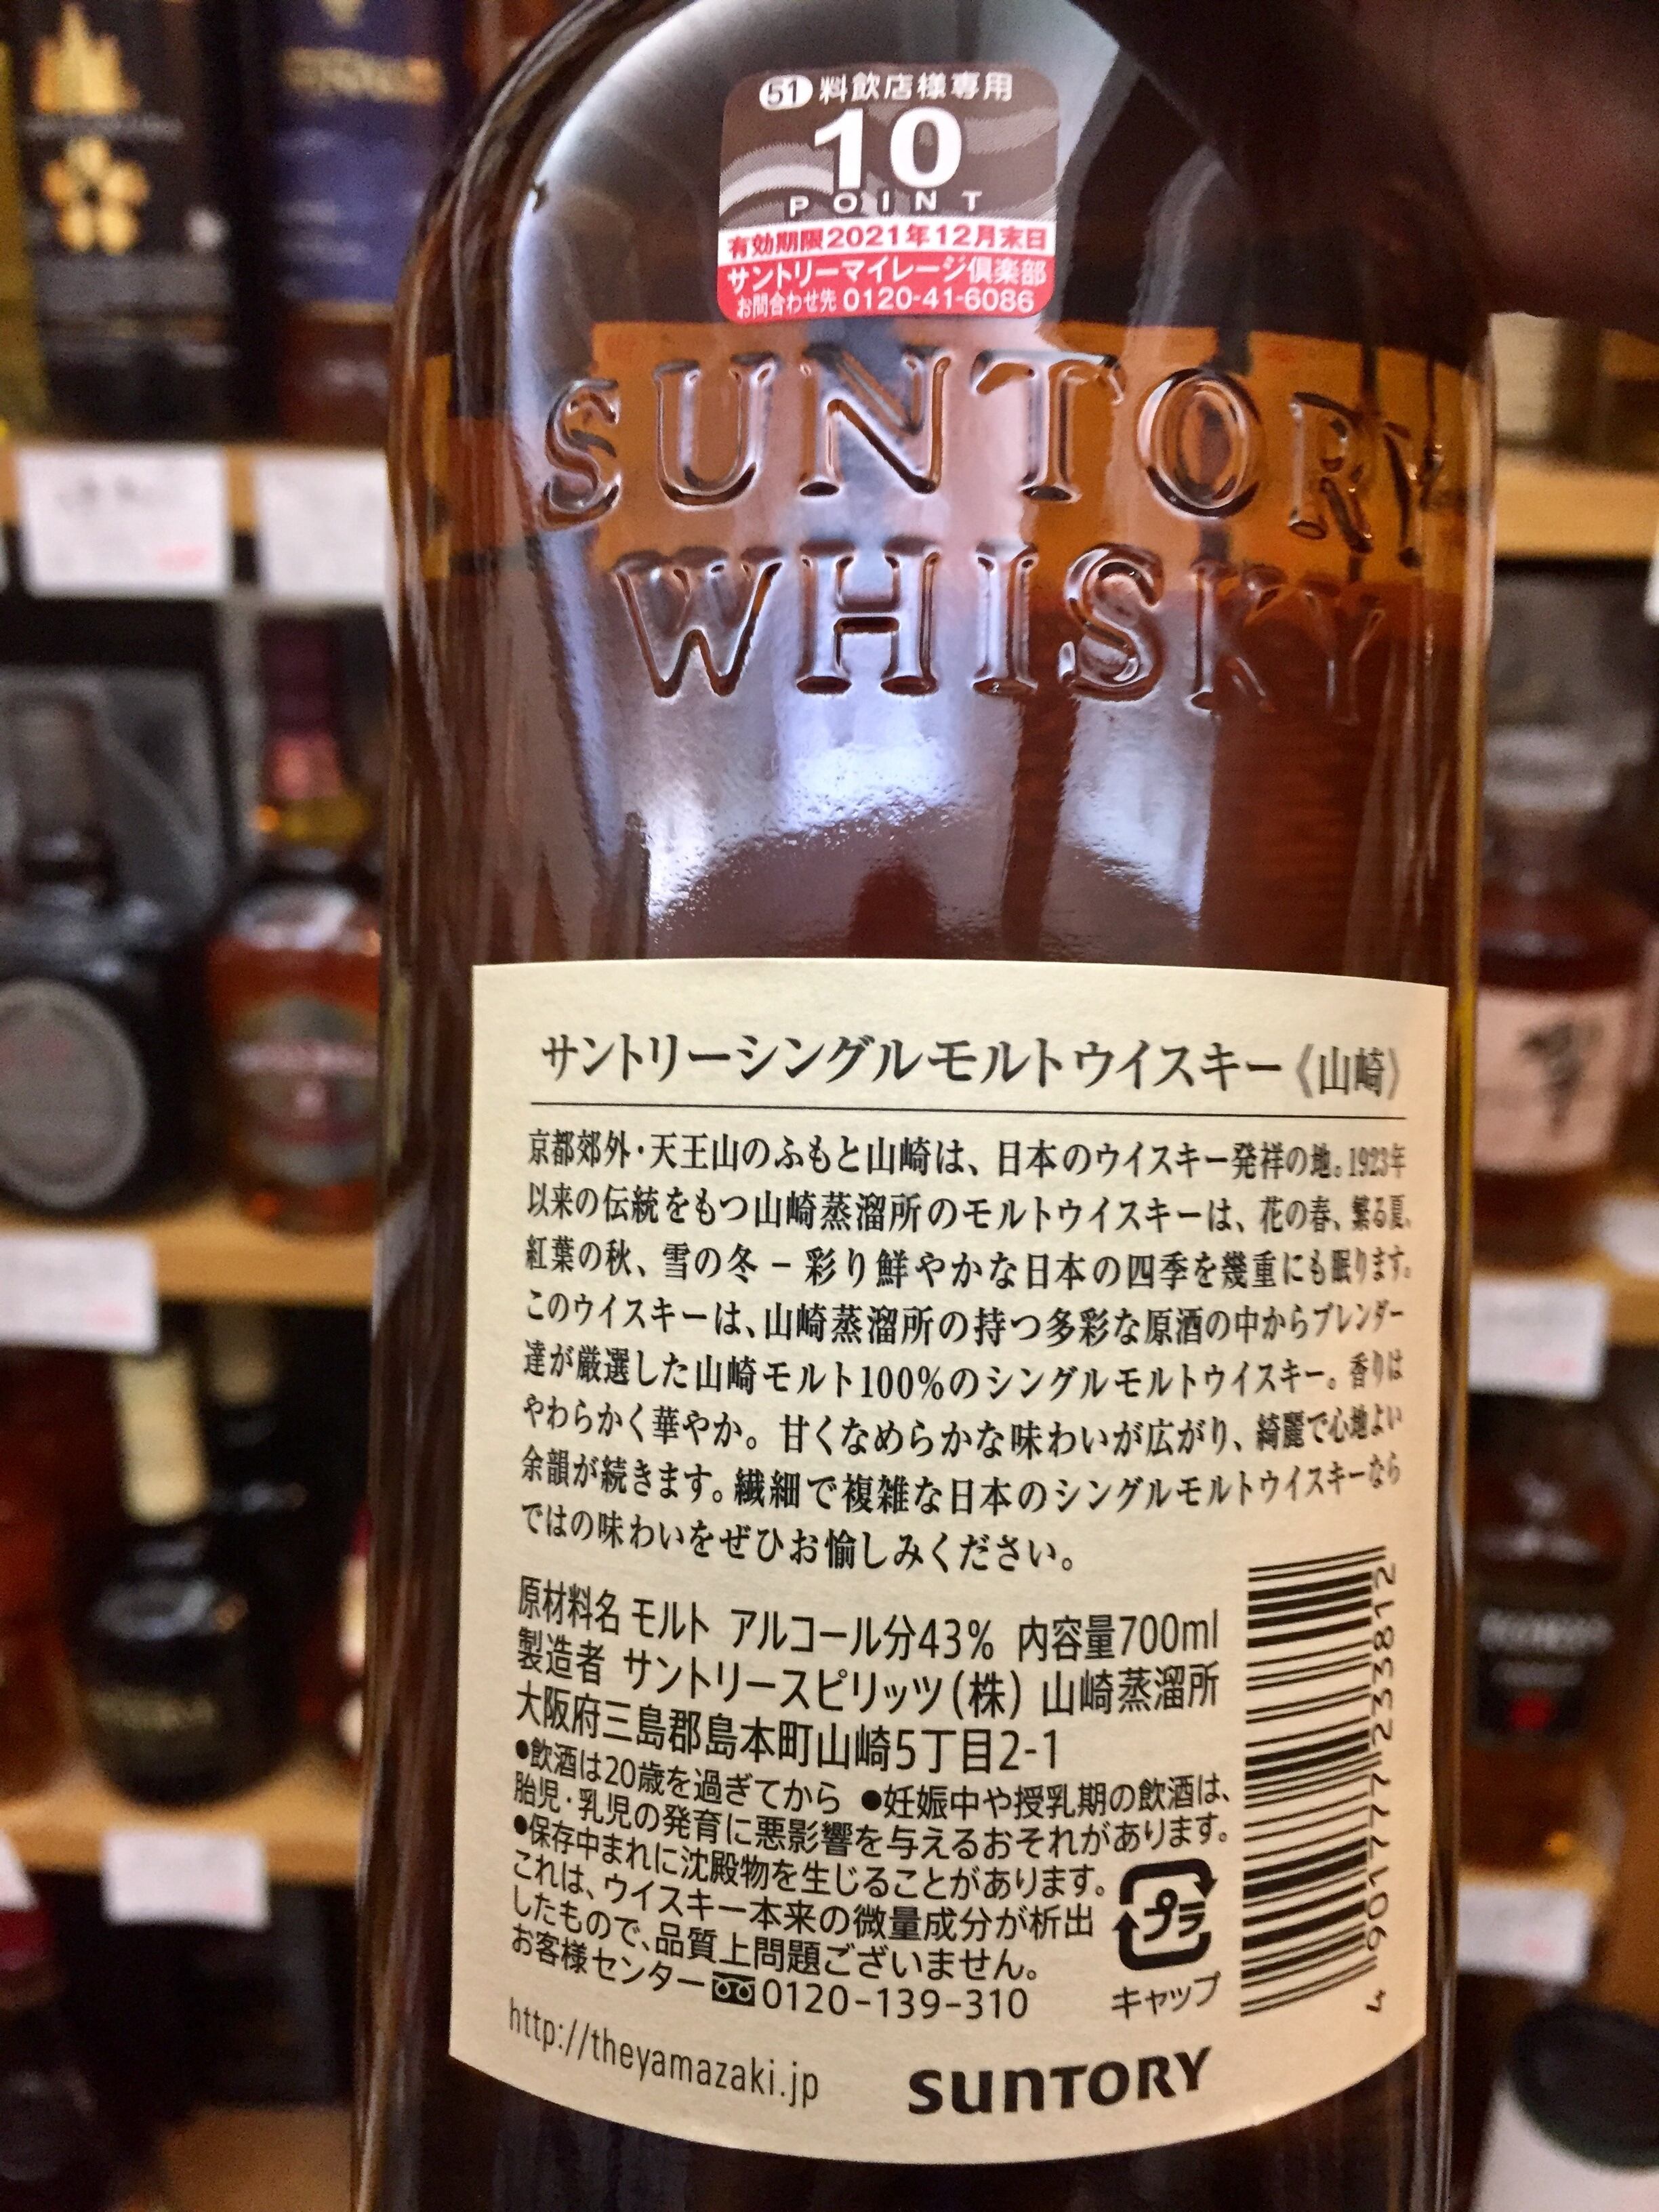 51 料飲店様専用
10
POINT
有効期限2021年12月末日
サントリーマイレージ倶楽部
お問合わせ先 0120-41-6086
SUNTORY
WHISKY
サントリーシングルモルトウイスキー《山崎》
京都郊外・天王山のふもと山崎は、日本のウイスキー発祥の地。1923年
以来の伝統をもつ山崎蒸溜所のモルトウイスキーは、花の春、繁る夏、
紅葉の秋、雪の冬－彩り鮮やかな日本の四季を幾重にも眠ります。
このウイスキーは、山崎蒸溜所の持つ多彩な原酒の中からブレンダー
達が厳選した山崎モルト100%のシングルモルトウイスキー。香りは
やわらかく華やか。甘くなめらかな味わいが広がり、綺麗で心地よい
余韻が続きます。繊細で複雑な日本のシングルモルトウイスキーなら
ではの味わいをぜひお愉しみください。
原材料名 モルト アルコール分43% 内容量700ml
製造者 サントリースピリッツ(株) 山崎蒸溜所
大阪府三島郡島本町山崎5丁目2-1
●飲酒は20歳を過ぎてから ●妊娠中や授乳期の飲酒は、
胎児・乳児の発育に悪影響を与えるおそれがあります。
●保存中まれに沈殿物を生じることがあります。
これは、ウイスキー本来の微量成分が析出
したもので、品質上問題ございません。
お客様センター 0120-139-310
プラ
キャップ
4 901777 233812
http://theyamazaki.jp
SUNTORY
響